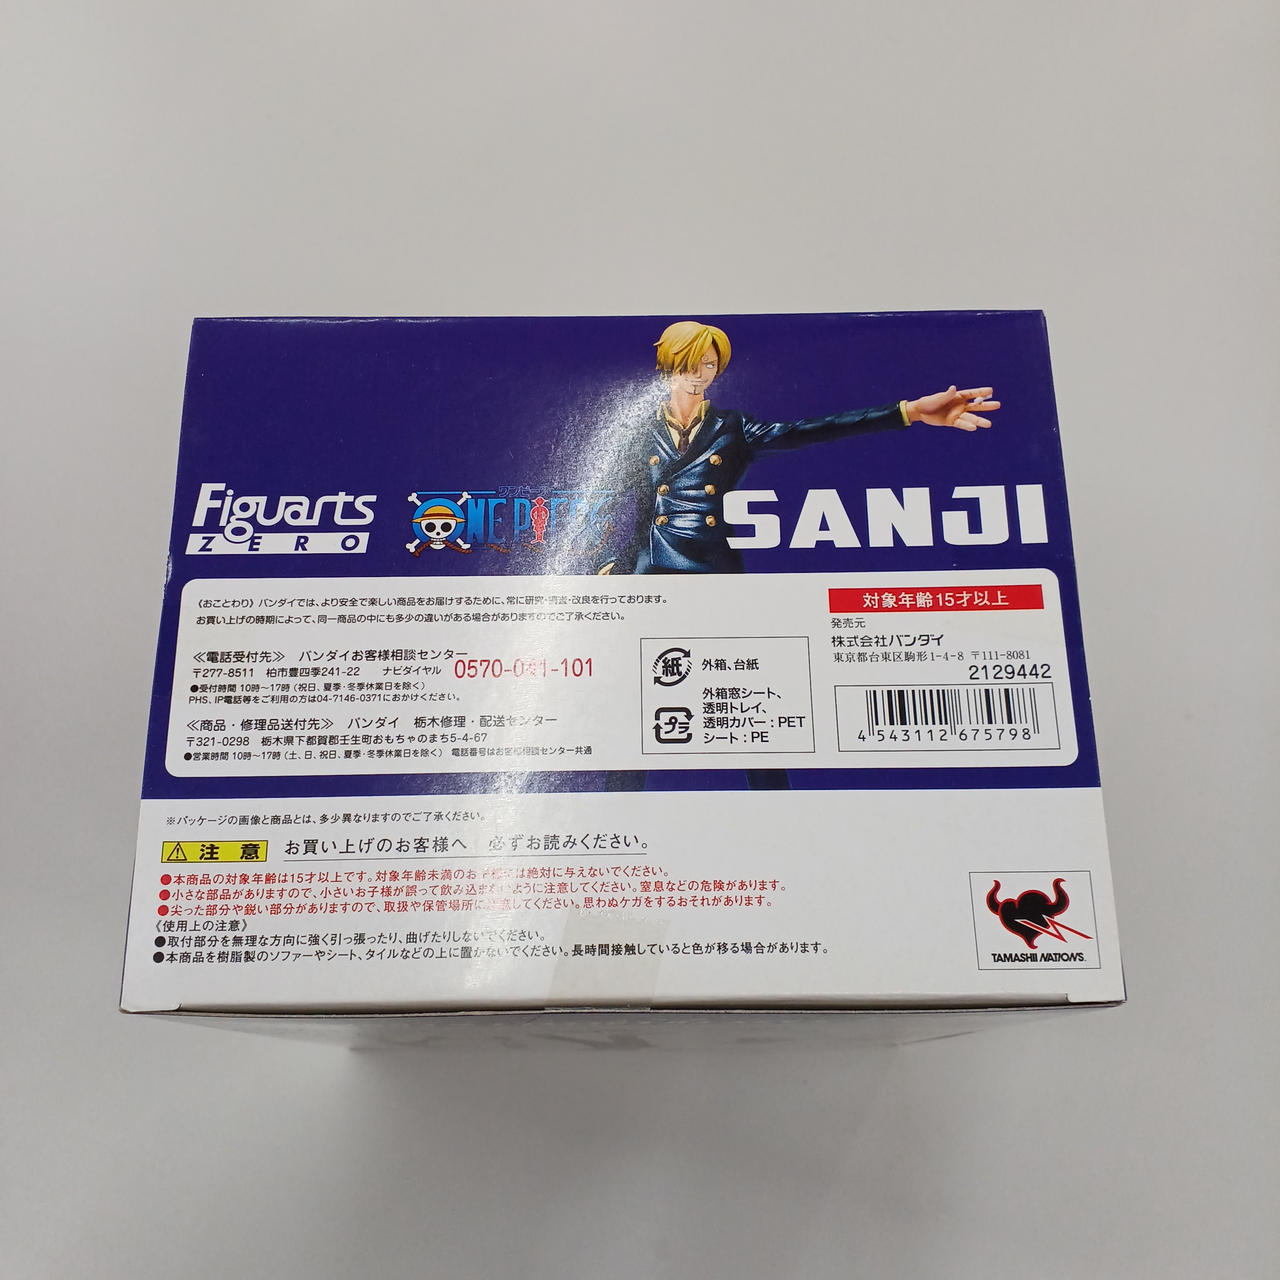 Figuarts
ZERO
ワンピース
ONE PIECE
SANJI
《おことわり》バンダイでは、より安全で楽しい商品をお届けするために、常に研究・調査・改良を行っております。
お買い上げの時期によって、同一商品の中にも多少の違いがある場合がありますのでご了承ください。
≪電話受付先≫ バンダイお客様相談センター
〒277-8511 柏市豊四季241-22 ナビダイヤル 0570-041-101
●受付時間 10時〜17時（祝日、夏季・冬季休業日を除く）
PHS、IP電話等をご利用の方は04-7146-0371におかけください。
≪商品・修理品送付先≫ バンダイ 栃木修理・配送センター
〒321-0298 栃木県下都賀郡壬生町おもちゃのまち5-4-67
●営業時間 10時〜17時（土、日、祝日、夏季・冬季休業日を除く） 電話番号はお客様相談センター共通
紙
外箱、台紙
プラ
外箱窓シート、
透明トレイ、
透明カバー：PET
シート：PE
対象年齢15才以上
発売元
株式会社バンダイ
東京都台東区駒形1-4-8 〒111-8081
2129442
4 543112 675798
※パッケージの画像と商品とは、多少異なりますのでご了承ください。
注意 お買い上げのお客様へ 必ずお読みください。
●本商品の対象年齢は15才以上です。対象年齢未満のお子様には絶対に与えないでください。
●小さな部品がありますので、小さいお子様が誤って飲み込まないように注意してください。窒息などの危険があります。
●尖った部分や鋭い部分がありますので、取扱や保管場所に注意してください。思わぬケガをするおそれがあります。
《使用上の注意》
●取付部分を無理な方向に強く引っ張ったり、曲げたりしないでください。
●本商品を樹脂製のソファーやシート、タイルなどの上に置かないでください。長時間接触していると色が移る場合があります。
TAMASHII NATIONS.